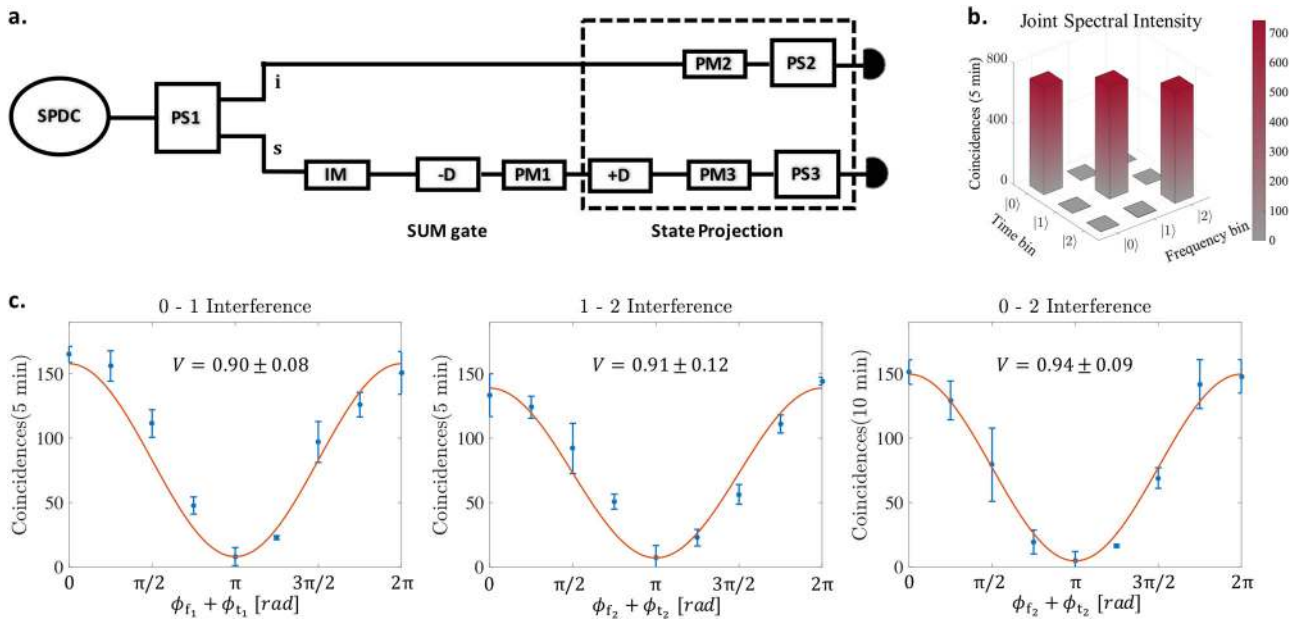 a.
SPDC
PS1
i
s
IM
-D
PM1
+D
PM2
PS2
PM3
PS3
SUM gate
State Projection
b.
Joint Spectral Intensity
Coincidences (5 min)
800
400
0
|0⟩
|1⟩
|2⟩
Time bin
|0⟩
|1⟩
|2⟩
Frequency bin
700
600
500
400
300
200
100
0
c.
0 - 1 Interference
V = 0.90 ± 0.08
Coincidences(5 min)
150
100
50
0
0 π/2 π 3π/2 2π
ϕf₁ + ϕt₁ [rad]
1 - 2 Interference
V = 0.91 ± 0.12
Coincidences(5 min)
150
100
50
0
0 π/2 π 3π/2 2π
ϕf₂ + ϕt₂ [rad]
0 - 2 Interference
V = 0.94 ± 0.09
Coincidences(10 min)
150
100
50
0
0 π/2 π 3π/2 2π
ϕf₂ + ϕt₂ [rad]